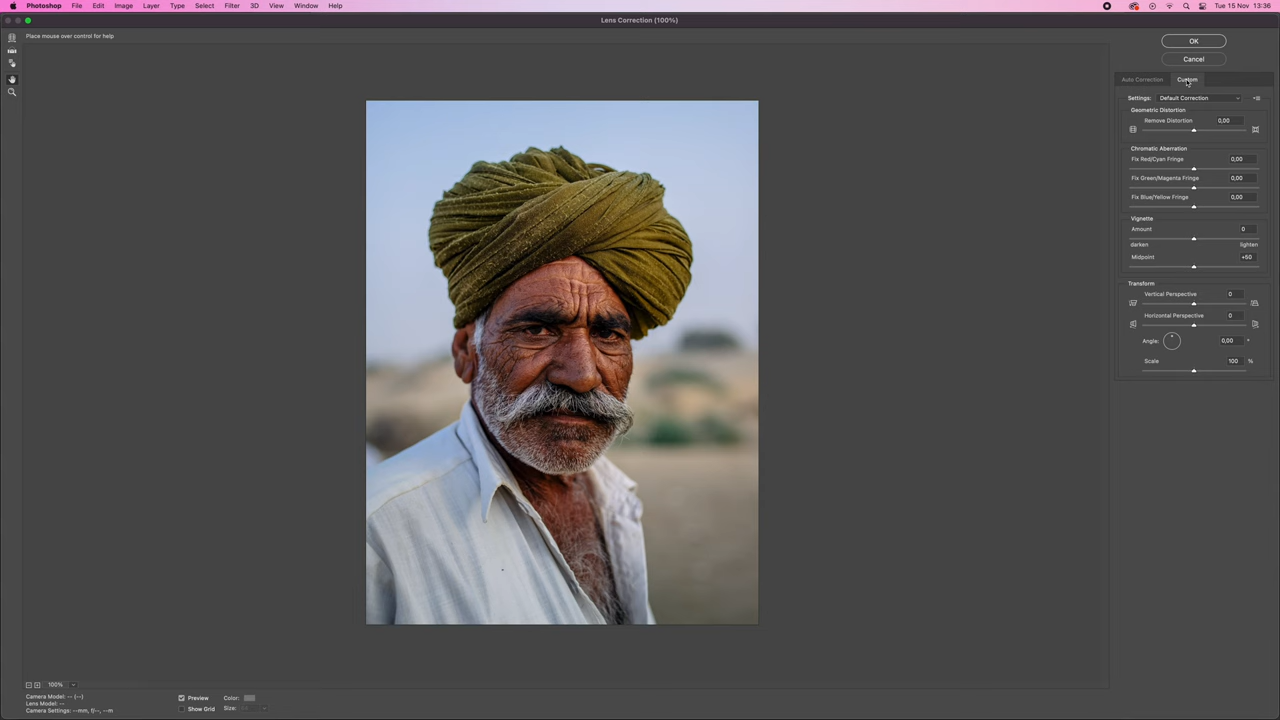 Photoshop File Edit Image Layer Type Select Filter 3D View Window Help Tue 15 Nov 13:36
Lens Correction (100%)
Place mouse over control for help
OK
Cancel
Auto Correction Custom
Settings: Default Correction
Geometric Distortion
Remove Distortion 0,00
Chromatic Aberration
Fix Red/Cyan Fringe 0,00
Fix Green/Magenta Fringe 0,00
Fix Blue/Yellow Fringe 0,00
Vignette
Amount 0
darken lighten
Midpoint +50
Transform
Vertical Perspective 0
Horizontal Perspective 0
Angle: 0,00 °
Scale 100 %
100%
Camera Model: -- (--)
Lens Model: --
Camera Settings: --mm, f/--, --m
Preview Color:
Show Grid Size: